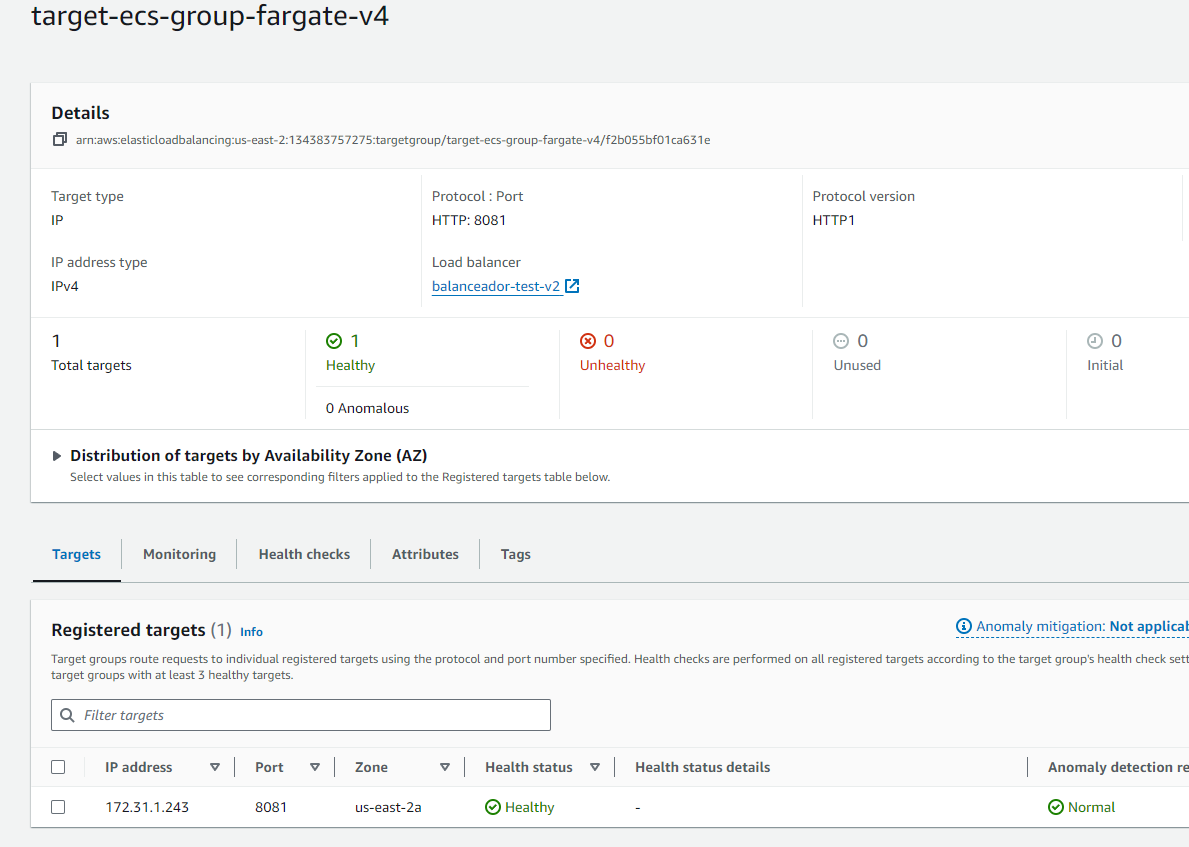 target-ecs-group-fargate-v4
Details
arn:aws:elasticloadbalancing:us-east-2:134383757275:targetgroup/target-ecs-group-fargate-v4/f2b055bf01ca631e
Target type
IP
Protocol : Port
HTTP: 8081
Protocol version
HTTP1
IP address type
IPv4
Load balancer
balanceador-test-v2
1
Total targets
1
Healthy
0 Anomalous
0
Unhealthy
0
Unused
0
Initial
Distribution of targets by Availability Zone (AZ)
Select values in this table to see corresponding filters applied to the Registered targets table below.
Targets Monitoring Health checks Attributes Tags
Registered targets (1) Info
Anomaly mitigation: Not applicab
Target groups route requests to individual registered targets using the protocol and port number specified. Health checks are performed on all registered targets according to the target group's health check sett
target groups with at least 3 healthy targets.
Filter targets
IP address Port Zone Health status Health status details Anomaly detection re
172.31.1.243 8081 us-east-2a Healthy - Normal